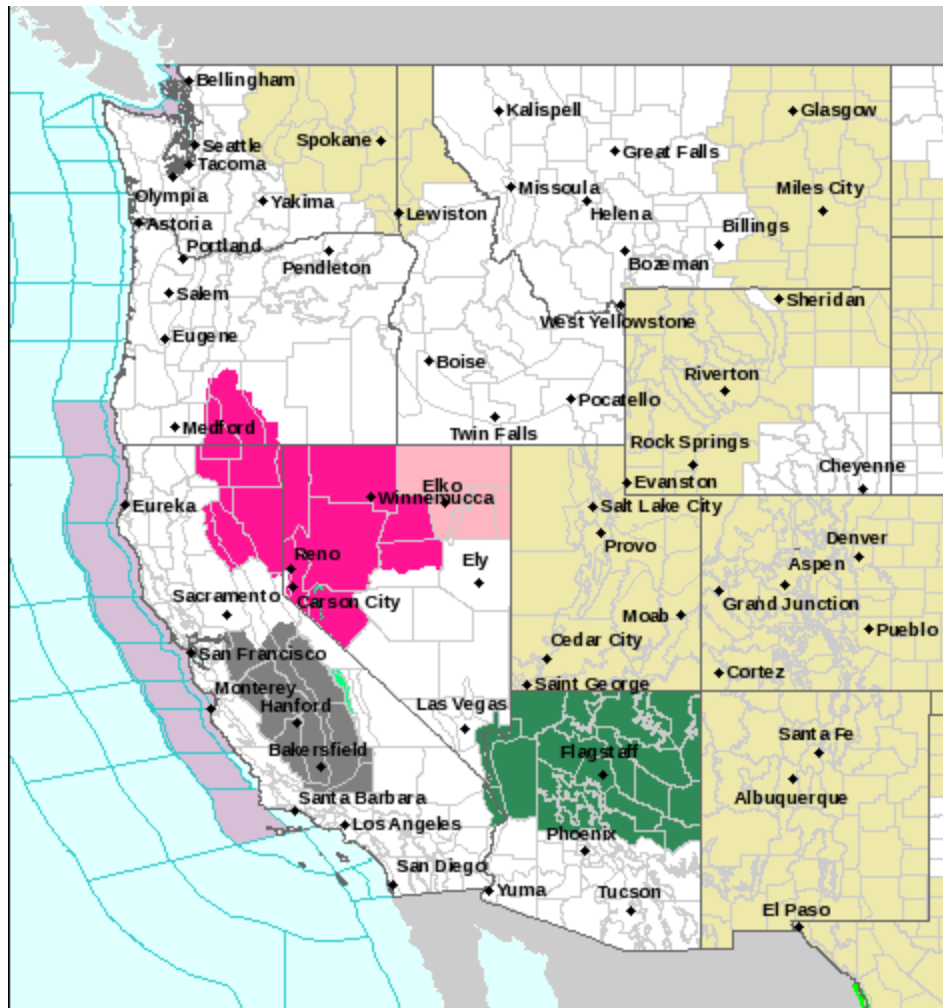 Bellingham
Kalispell
Glasgow
Spokane
Seattle
Great Falls
Tacoma
Missoula
Miles City
Olympia
Yakima
Helena
Lewiston
Astoria
Billings
Portland
Pendleton
Bozeman
Salem
Sheridan
West Yellowstone
Eugene
Boise
Riverton
Pocatello
Medford
Twin Falls
Rock Springs
Cheyenne
Elko
Evanston
Winnemucca
Eureka
Salt Lake City
Provo
Denver
Reno
Ely
Aspen
Sacramento
Carson City
Grand Junction
Moab
Pueblo
Cedar City
San Francisco
Cortez
Saint George
Monterey
Hanford
Las Vegas
Santa Fe
Bakersfield
Flagstaff
Albuquerque
Santa Barbara
Los Angeles
Phoenix
San Diego
Yuma
Tucson
El Paso